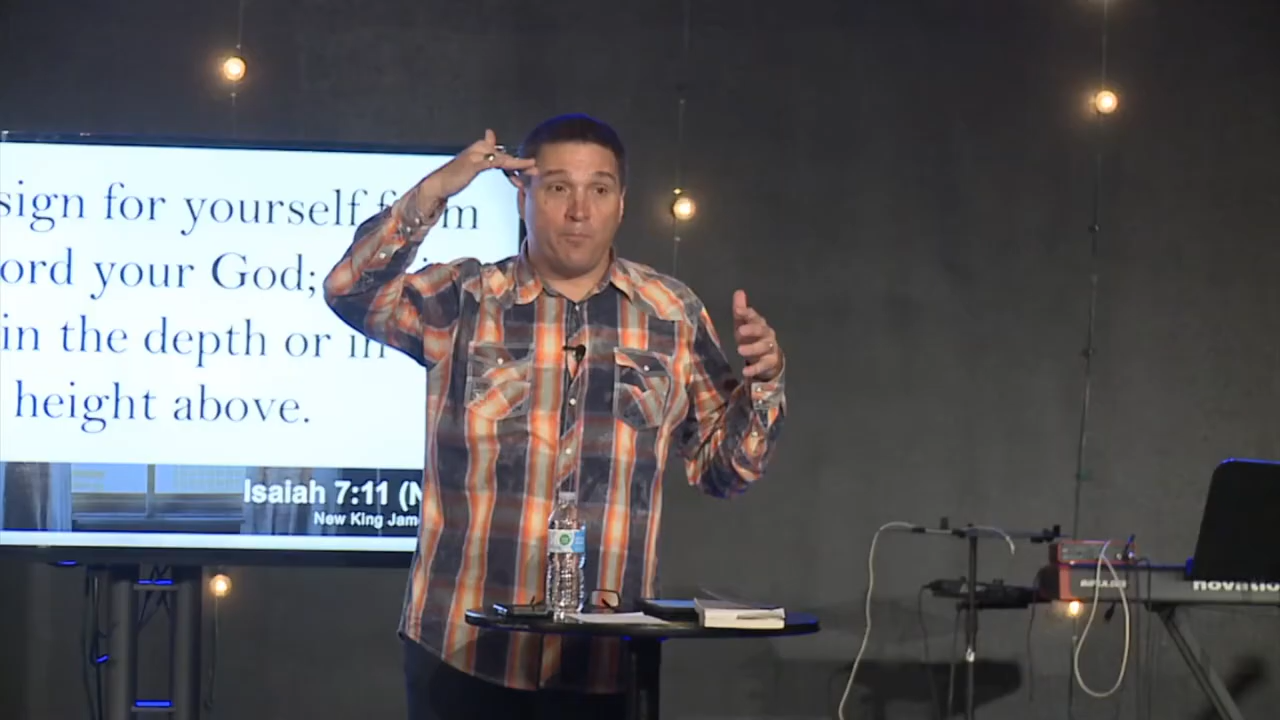 sign for yourself
ord your God;
in the depth or in
height above.
Isaiah 7:11 (N
New King Jam
novatio